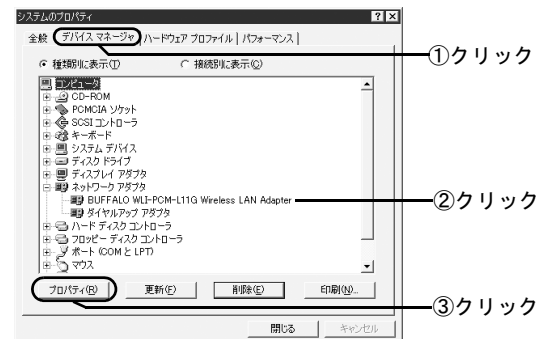 システムのプロパティ
全般 デバイス マネージャ ハードウェア プロファイル パフォーマンス
①クリック
種類別に表示(T) 接続別に表示(C)
コンピュータ
CD-ROM
PCMCIA ソケット
SCSI コントローラ
キーボード
システム デバイス
ディスク ドライブ
ディスプレイ アダプタ
ネットワーク アダプタ
BUFFALO WLI-PCM-L11G Wireless LAN Adapter
②クリック
ダイヤルアップ アダプタ
ハード ディスク コントローラ
フロッピー ディスク コントローラ
ポート (COM と LPT)
マウス
プロパティ(R) 更新(F) 削除(E) 印刷(N)...
③クリック
閉じる キャンセル